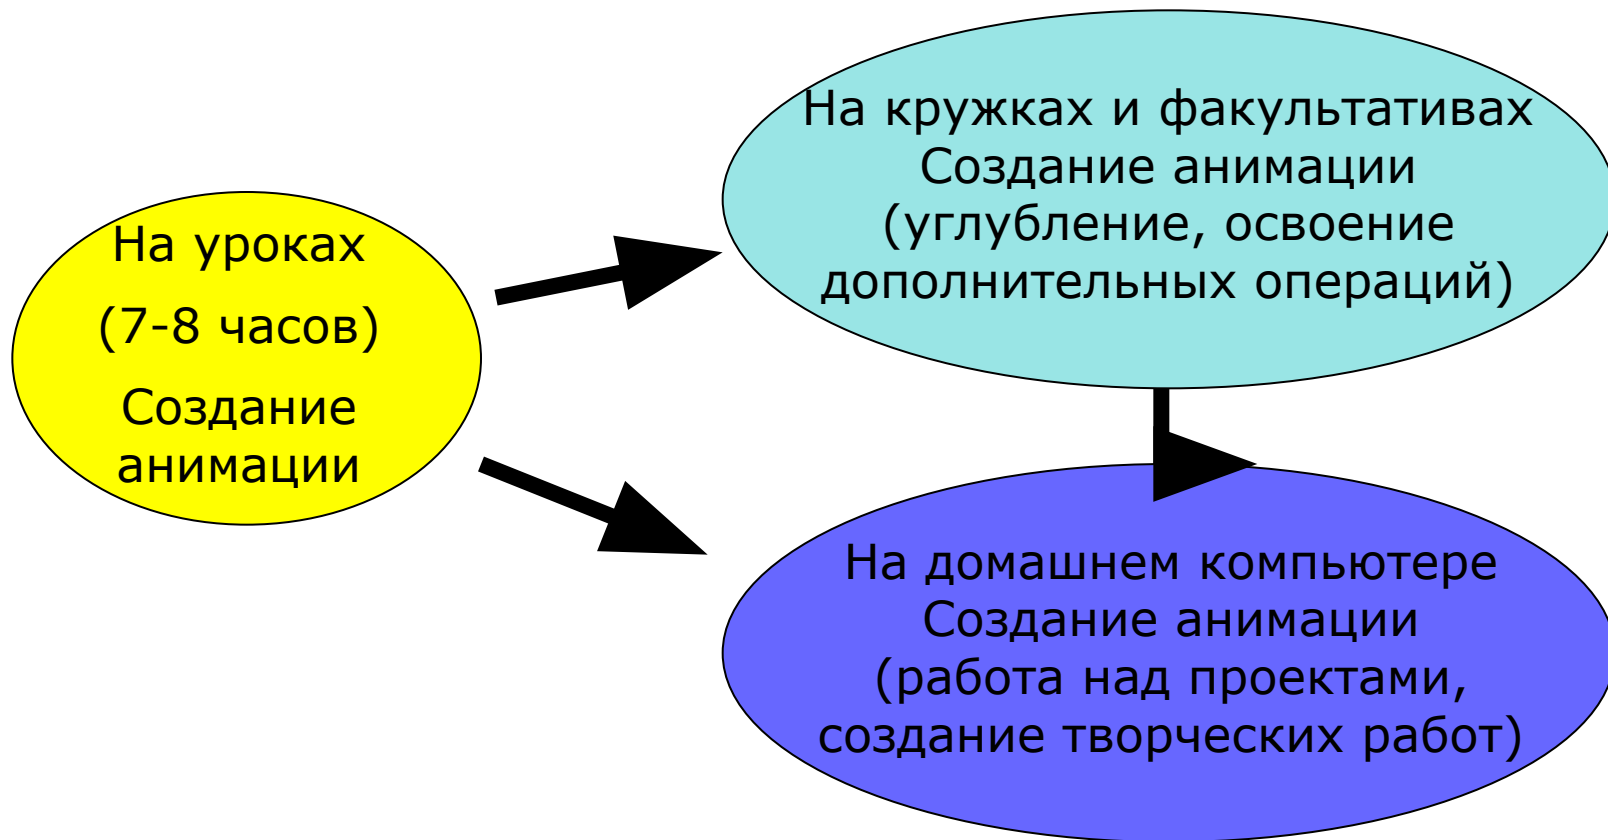 На уроках
(7-8 часов)
Создание
анимации
На кружках и факультативах
Создание анимации
(углубление, освоение
дополнительных операций)
На домашнем компьютере
Создание анимации
(работа над проектами,
создание творческих работ)